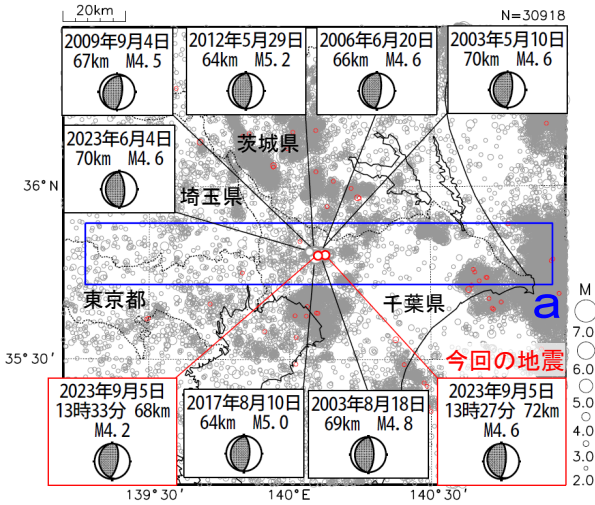 20km
N=30918
2009年9月4日
67km M4.5
2012年5月29日
64km M5.2
2006年6月20日
66km M4.6
2003年5月10日
70km M4.6
2023年6月4日
70km M4.6
茨城県
埼玉県
36°N
東京都
千葉県
a
35°30′
今回の地震
M
7.0
6.0
5.0
4.0
3.0
2.0
2023年9月5日
13時33分 68km
M4.2
2017年8月10日
64km M5.0
2003年8月18日
69km M4.8
2023年9月5日
13時27分 72km
M4.6
139°30′
140°E
140°30′